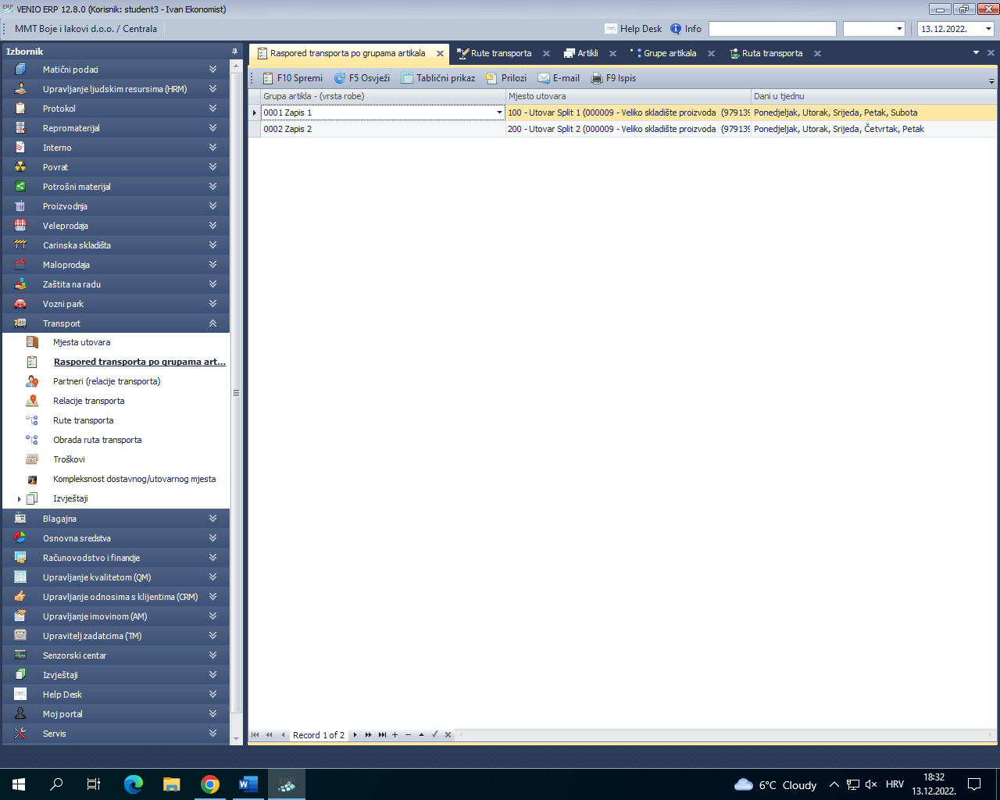 ERP VENIO ERP 12.8.0 (Korisnik: student3 - Ivan Ekonomist)
MMT Boje i lakovi d.o.o. / Centrala
Help Desk
Info
13.12.2022.
Izbornik
Matični podaci
Upravljanje ljudskim resursima (HRM)
Protokol
Repromaterijal
Interno
Povrat
Potrošni materijal
Proizvodnja
Veleprodaja
Carinska skladišta
Maloprodaja
Zaštita na radu
Vozni park
Transport
Mjesta utovara
Raspored transporta po grupama art...
Partneri (relacije transporta)
Relacije transporta
Rute transporta
Obrada ruta transporta
Troškovi
Kompleksnost dostavnog/utovarnog mjesta
Izvještaji
Blagajna
Osnovna sredstva
Računovodstvo i financije
Upravljanje kvalitetom (QM)
Upravljanje odnosima s klijentima (CRM)
Upravljanje imovinom (AM)
Upravitelj zadatcima (TM)
Senzorski centar
Izvještaji
Help Desk
Moj portal
Servis
Raspored transporta po grupama artikala
Rute transporta
Artikli
Grupe artikala
Ruta transporta
F10 Spremi
F5 Osvježi
Tablični prikaz
Prilozi
E-mail
F9 Ispis
Grupa artikla - (vrsta robe)
Mjesto utovara
Dani u tjednu
0001 Zapis 1
100 - Utovar Split 1 (000009 - Veliko skladište proizvoda (979139
Ponedjeljak, Utorak, Srijeda, Petak, Subota
0002 Zapis 2
200 - Utovar Split 2 (000009 - Veliko skladište proizvoda (979139
Ponedjeljak, Utorak, Srijeda, Četvrtak, Petak
Record 1 of 2
6°C Cloudy
HRV
18:32
13.12.2022.